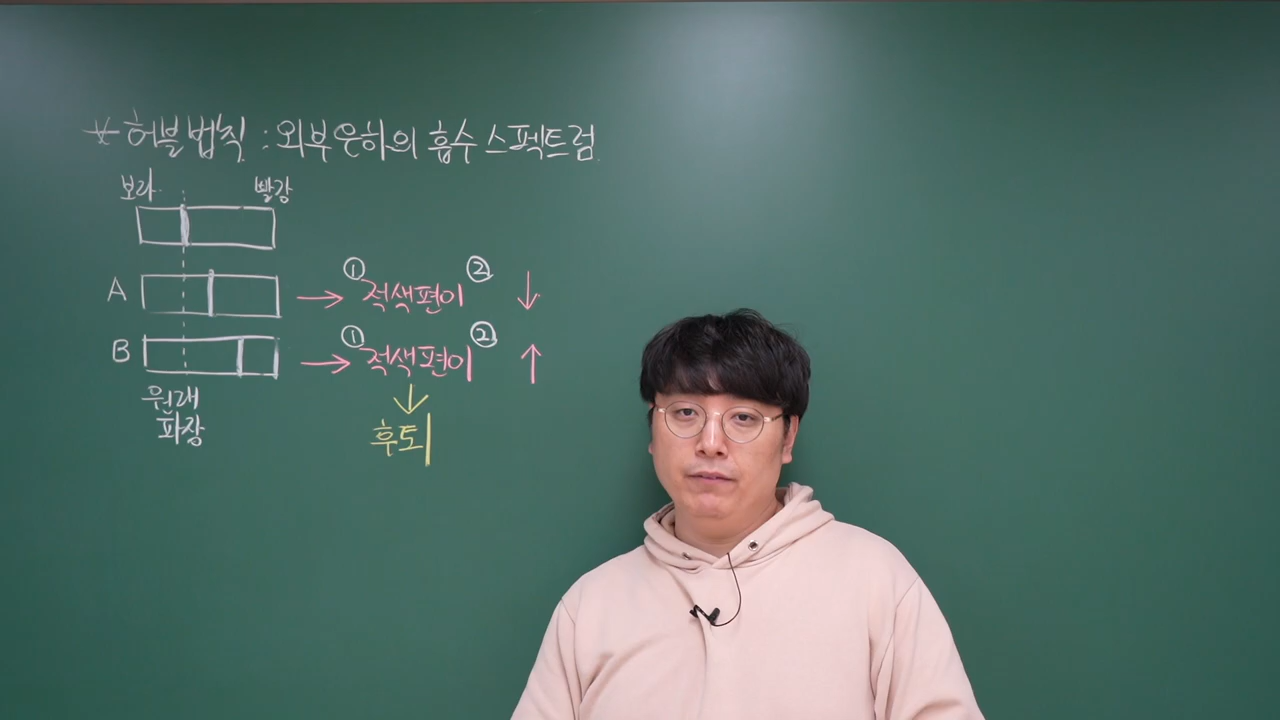 * 허블 법칙 : 외부은하의 흡수 스펙트럼
보라 빨강
A → ① 적색편이 ② ↓
B → ① 적색편이 ② ↑
↓
원래 후퇴
파장